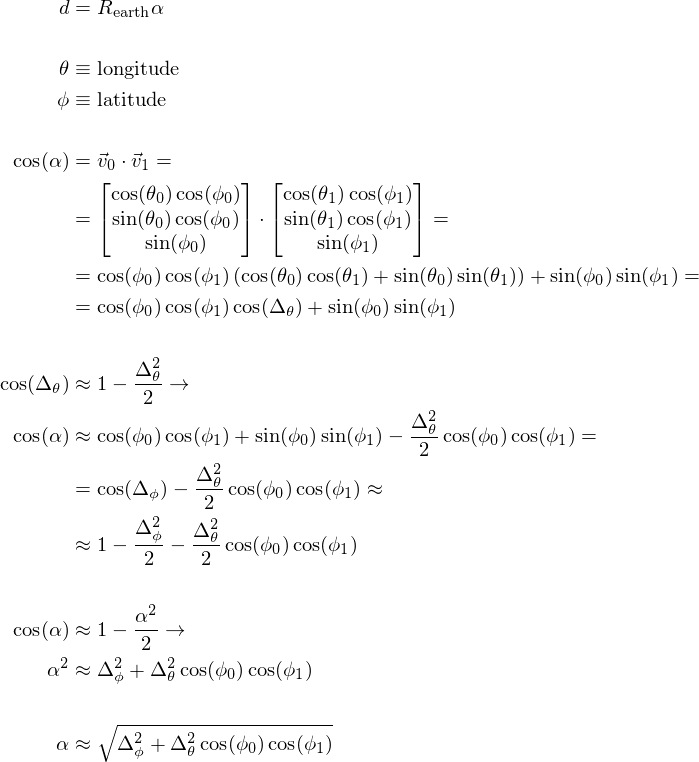 d = R_earth α
θ ≡ longitude
ϕ ≡ latitude
cos(α) = v⃗₀ · v⃗₁ =
= [cos(θ₀) cos(ϕ₀); sin(θ₀) cos(ϕ₀); sin(ϕ₀)] · [cos(θ₁) cos(ϕ₁); sin(θ₁) cos(ϕ₁); sin(ϕ₁)] =
= cos(ϕ₀) cos(ϕ₁) (cos(θ₀) cos(θ₁) + sin(θ₀) sin(θ₁)) + sin(ϕ₀) sin(ϕ₁) =
= cos(ϕ₀) cos(ϕ₁) cos(Δ_θ) + sin(ϕ₀) sin(ϕ₁)
cos(Δ_θ) ≈ 1 − Δ_θ²/2 →
cos(α) ≈ cos(ϕ₀) cos(ϕ₁) + sin(ϕ₀) sin(ϕ₁) − Δ_θ²/2 cos(ϕ₀) cos(ϕ₁) =
= cos(Δ_ϕ) − Δ_θ²/2 cos(ϕ₀) cos(ϕ₁) ≈
≈ 1 − Δ_ϕ²/2 − Δ_θ²/2 cos(ϕ₀) cos(ϕ₁)
cos(α) ≈ 1 − α²/2 →
α² ≈ Δ_ϕ² + Δ_θ² cos(ϕ₀) cos(ϕ₁)
α ≈ √(Δ_ϕ² + Δ_θ² cos(ϕ₀) cos(ϕ₁))